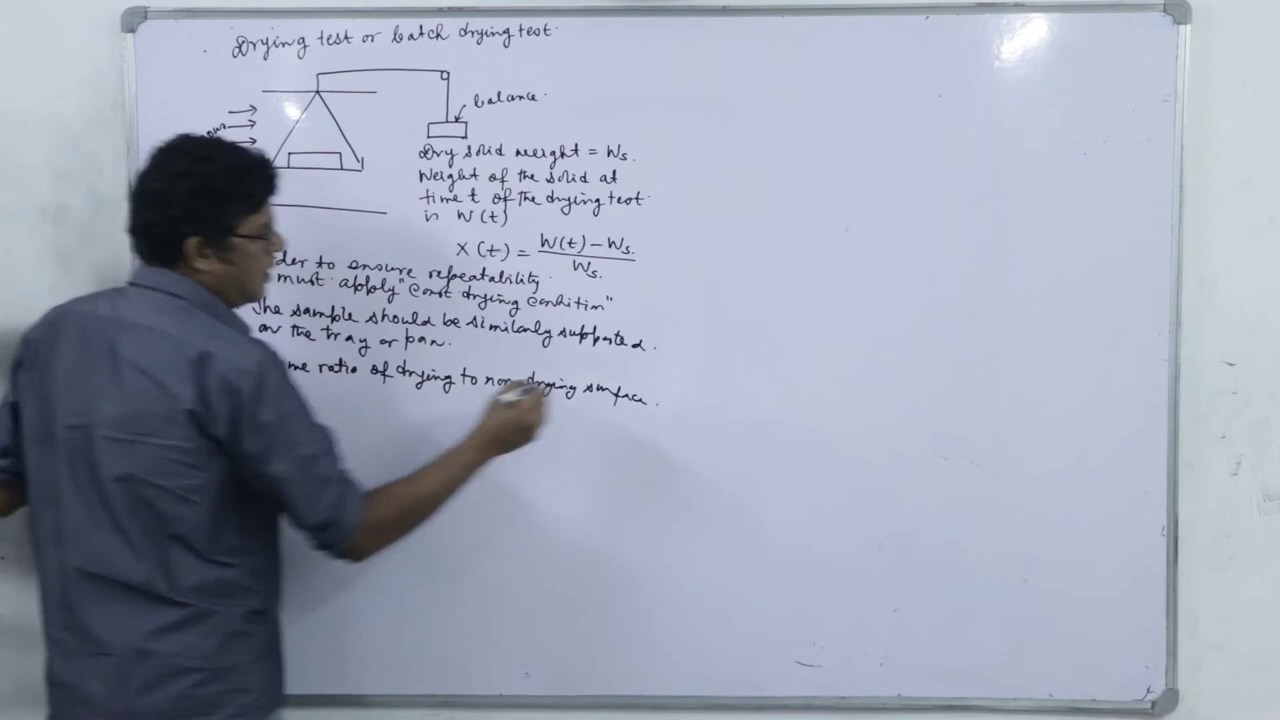 Drying test or batch drying test.
balance.
Dry solid weight = Ws.
Weight of the solid at
time t of the drying test
is W(t)
X(t) = W(t) - Ws. / Ws.
to ensure repeatability.
must apply "Const. drying condition"
The sample should be similarly supported
on the tray or pan.
ratio of drying to non-drying surface.